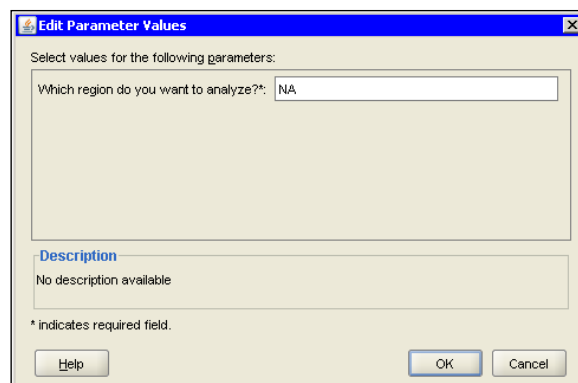 Edit Parameter Values
Select values for the following parameters:
Which region do you want to analyze?*: NA
Description
No description available
* indicates required field.
Help OK Cancel